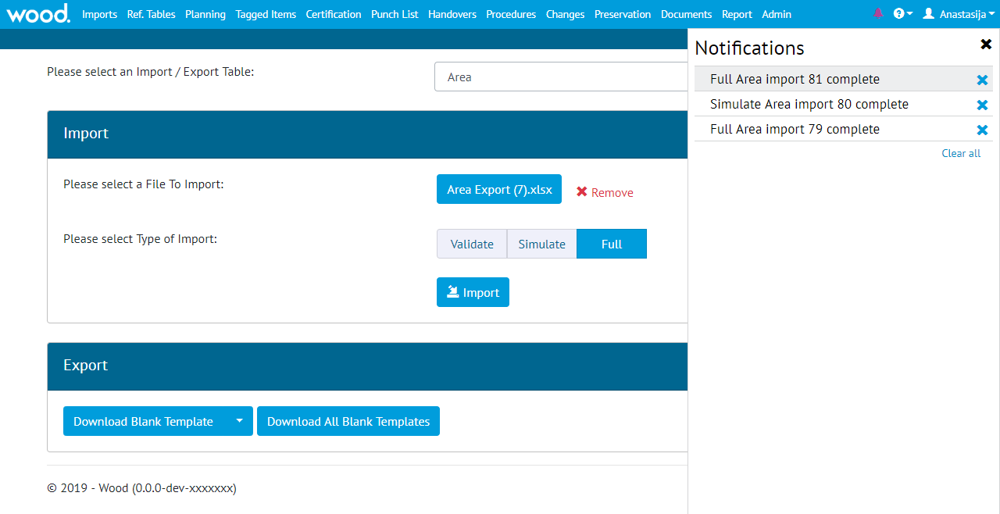 wood. Imports Ref. Tables Planning Tagged Items Certification Punch List Handovers Procedures Changes Preservation Documents Report Admin Anastasija
Notifications
Full Area import 81 complete
Simulate Area import 80 complete
Full Area import 79 complete
Clear all
Please select an Import / Export Table: Area
Import
Please select a File To Import: Area Export (7).xlsx Remove
Please select Type of Import: Validate Simulate Full
Import
Export
Download Blank Template Download All Blank Templates
© 2019 - Wood (0.0.0-dev-xxxxxxx)